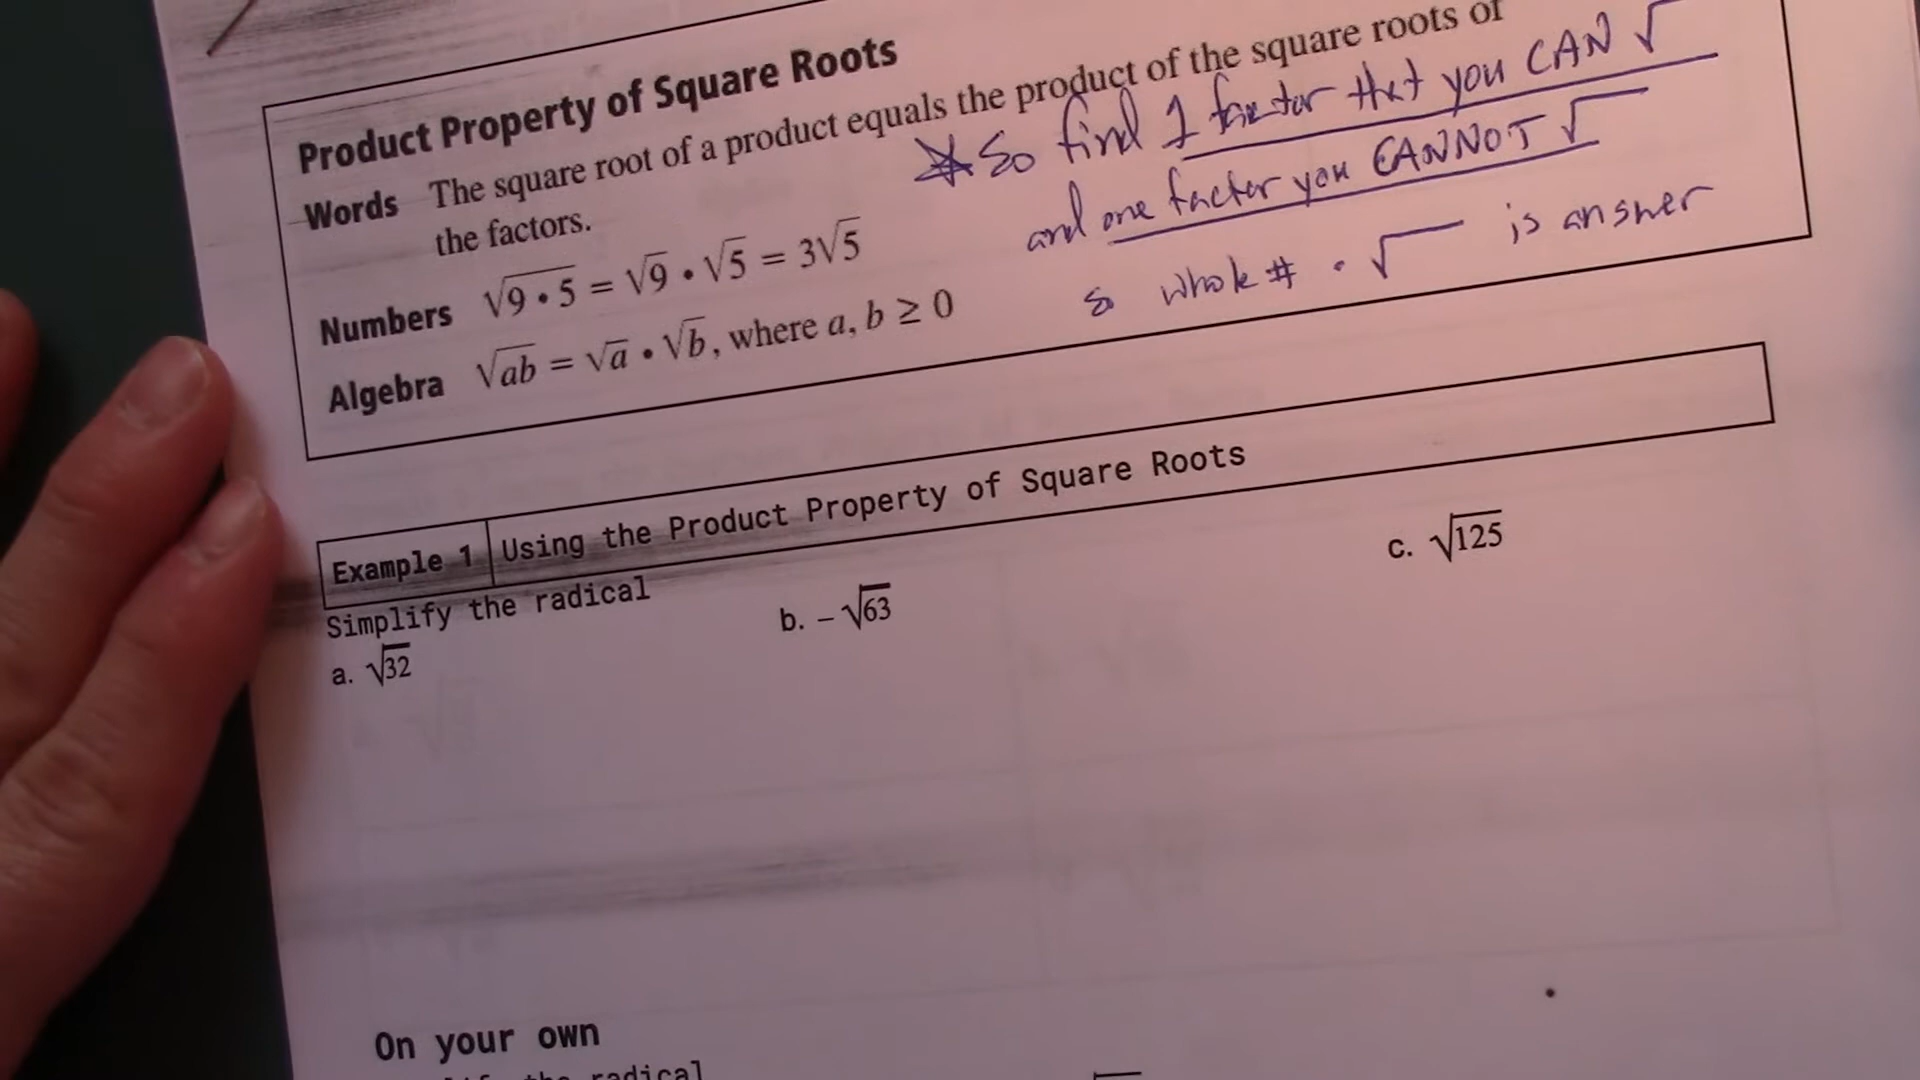 Product Property of Square Roots
Words The square root of a product equals the product of the square roots of
the factors.
Numbers √9 • 5 = √9 • √5 = 3√5
Algebra √ab = √a • √b, where a, b ≥ 0
So find 1 factor that you CAN √
and one factor you CANNOT √
so whole # · √ is answer
Example 1 Using the Product Property of Square Roots
Simplify the radical
a. √32
b. – √63
c. √125
On your own
the radical